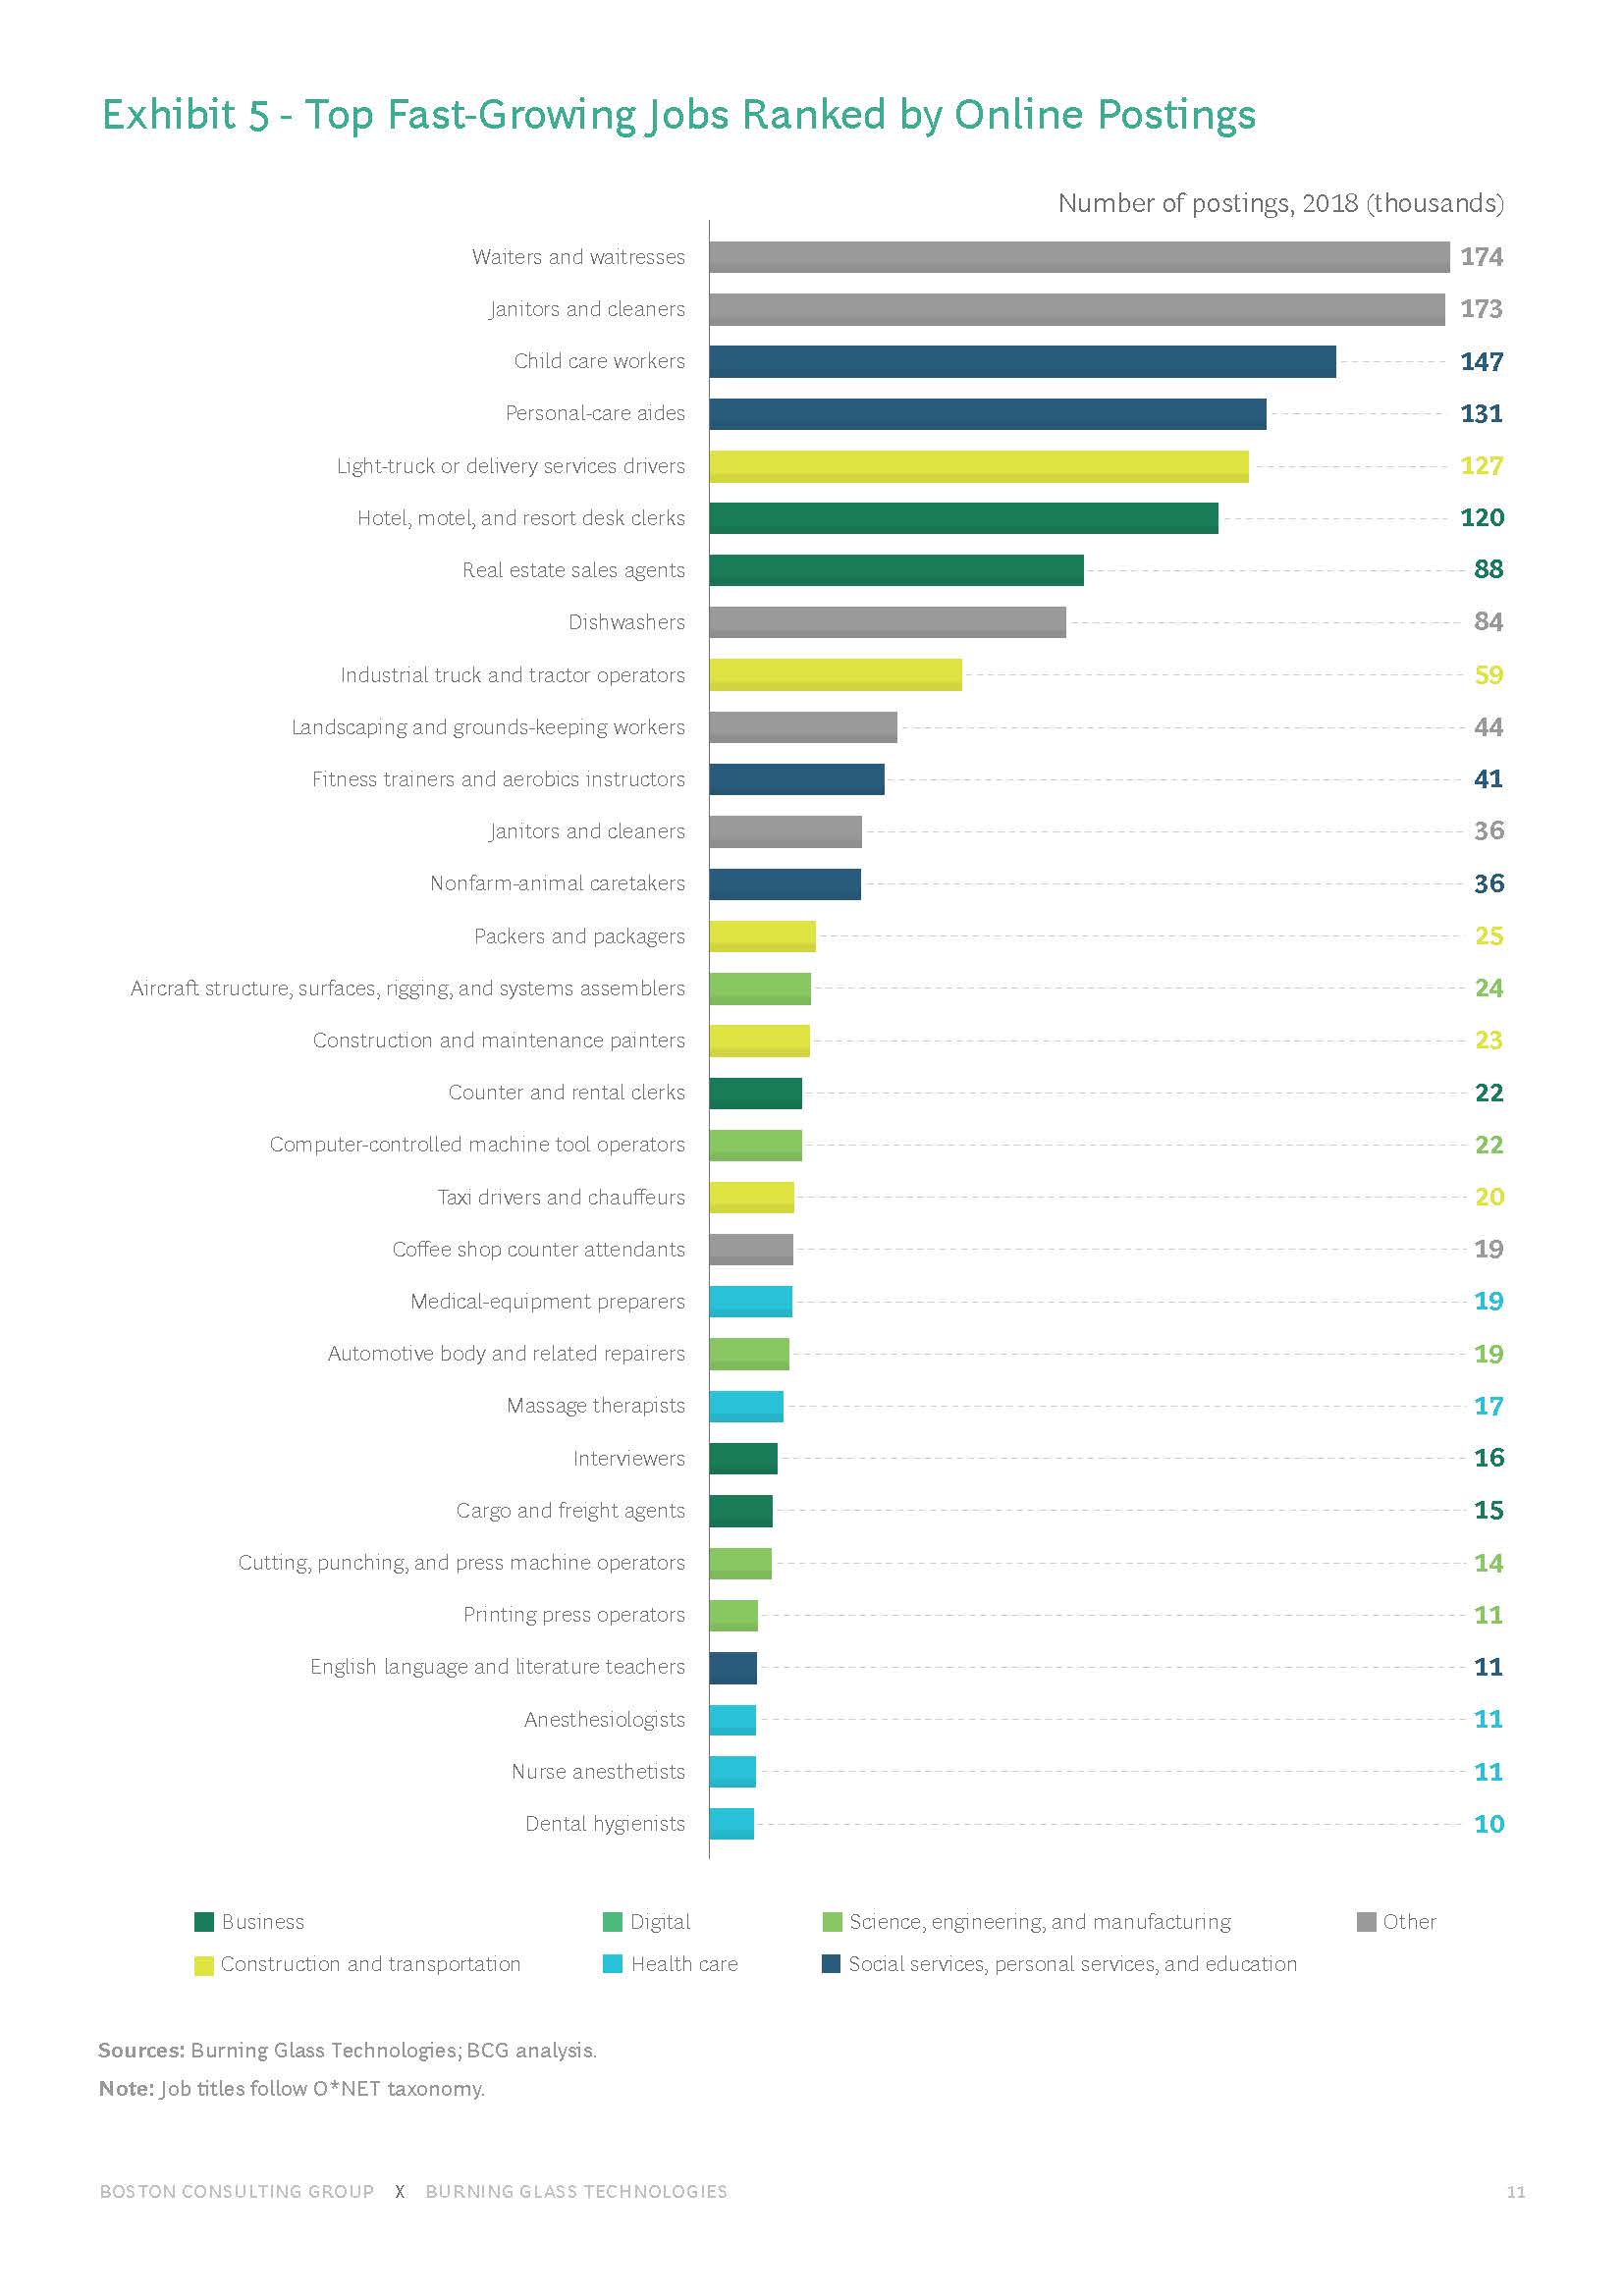 Exhibit 5 - Top Fast-Growing Jobs Ranked by Online Postings
Number of postings, 2018 (thousands)
Waiters and waitresses 174
Janitors and cleaners 173
Child care workers 147
Personal-care aides 131
Light-truck or delivery services drivers 127
Hotel, motel, and resort desk clerks 120
Real estate sales agents 88
Dishwashers 84
Industrial truck and tractor operators 59
Landscaping and grounds-keeping workers 44
Fitness trainers and aerobics instructors 41
Janitors and cleaners 36
Nonfarm-animal caretakers 36
Packers and packagers 25
Aircraft structure, surfaces, rigging, and systems assemblers 24
Construction and maintenance painters 23
Counter and rental clerks 22
Computer-controlled machine tool operators 22
Taxi drivers and chauffeurs 20
Coffee shop counter attendants 19
Medical-equipment preparers 19
Automotive body and related repairers 19
Massage therapists 17
Interviewers 16
Cargo and freight agents 15
Cutting, punching, and press machine operators 14
Printing press operators 11
English language and literature teachers 11
Anesthesiologists 11
Nurse anesthetists 11
Dental hygienists 10
Business Digital Science, engineering, and manufacturing Other
Construction and transportation Health care Social services, personal services, and education
Sources: Burning Glass Technologies; BCG analysis.
Note: Job titles follow O*NET taxonomy.
BOSTON CONSULTING GROUP X BURNING GLASS TECHNOLOGIES 11